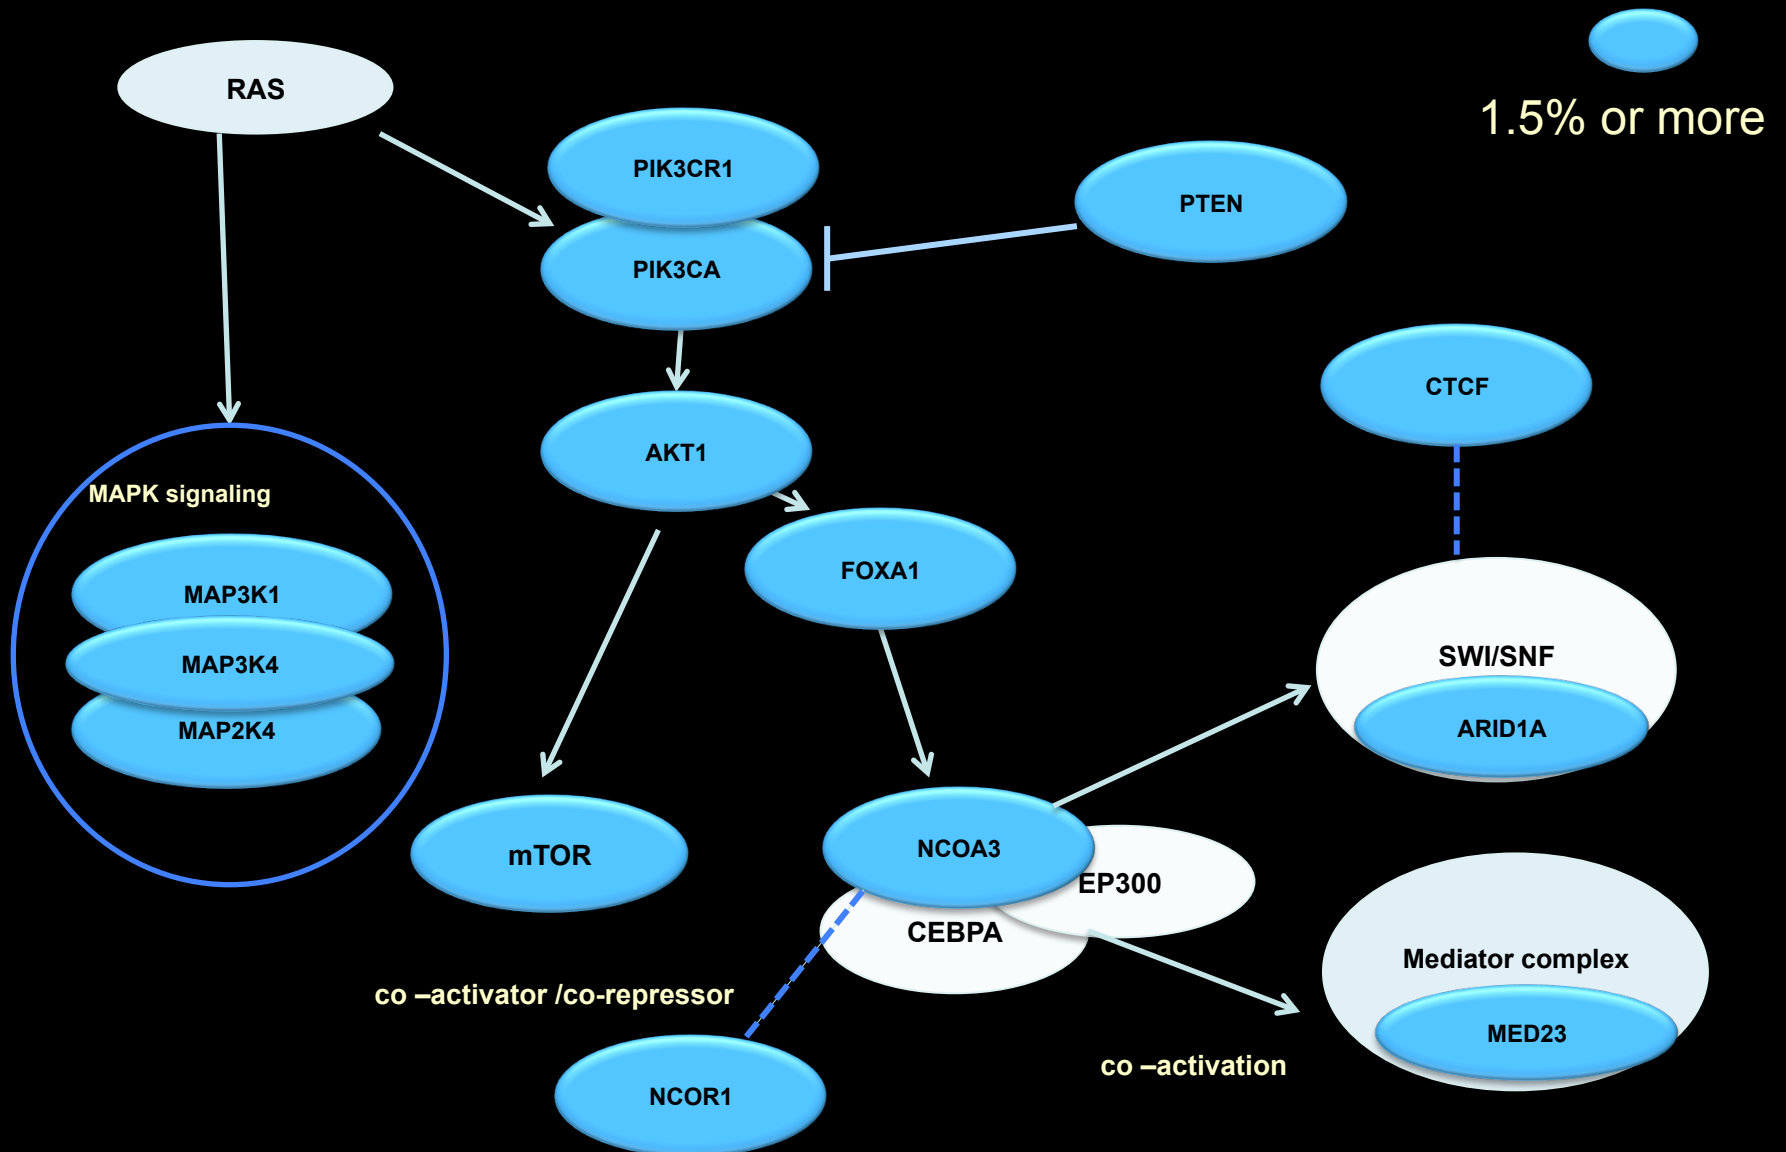 RAS
1.5% or more
PIK3CR1
PTEN
PIK3CA
CTCF
AKT1
MAPK signaling
FOXA1
MAP3K1
SWI/SNF
MAP3K4
ARID1A
MAP2K4
mTOR
NCOA3
EP300
CEBPA
Mediator complex
co –activator /co-repressor
MED23
co –activation
NCOR1